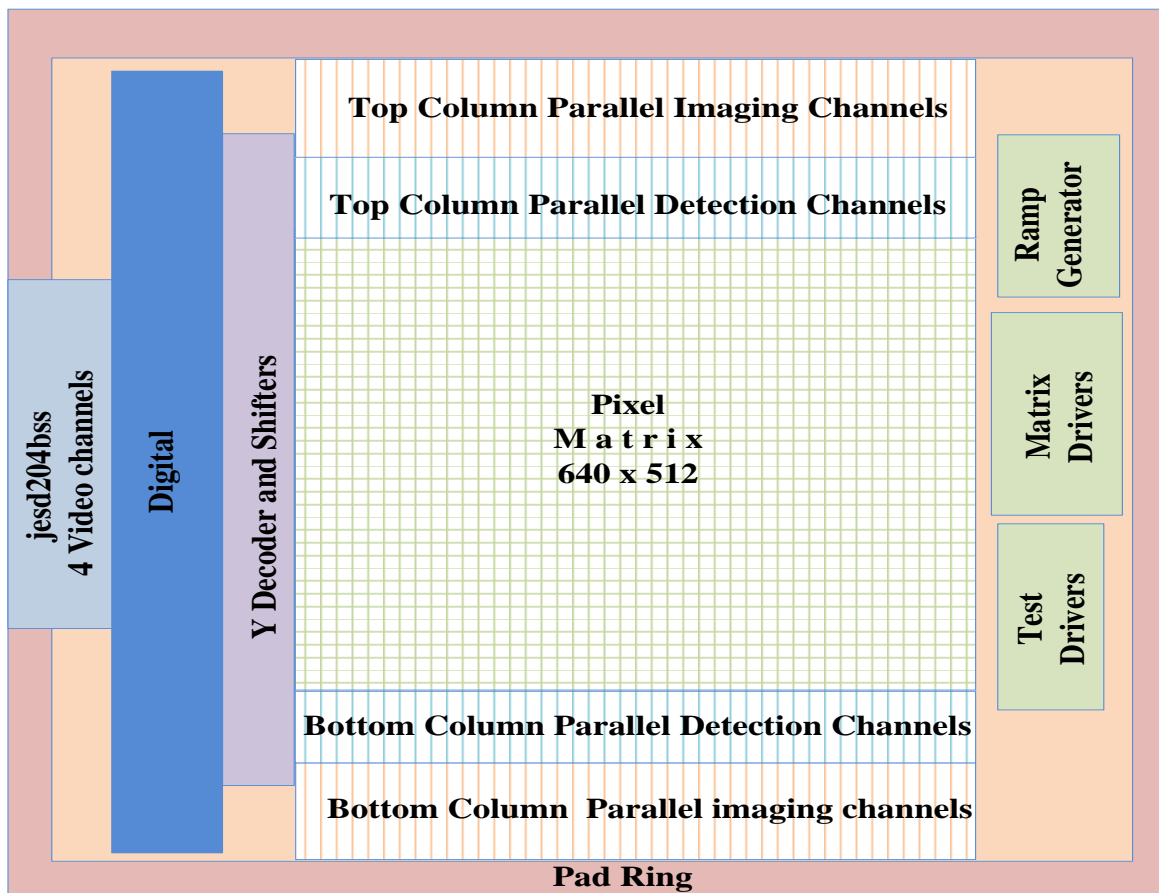 Top Column Parallel Imaging Channels
Top Column Parallel Detection Channels
Ramp
Generator
jesd204bss
4 Video channels
Digital
Y Decoder and Shifters
Pixel
M a t r i x
640 x 512
Matrix
Drivers
Test
Drivers
Bottom Column Parallel Detection Channels
Bottom Column Parallel imaging channels
Pad Ring